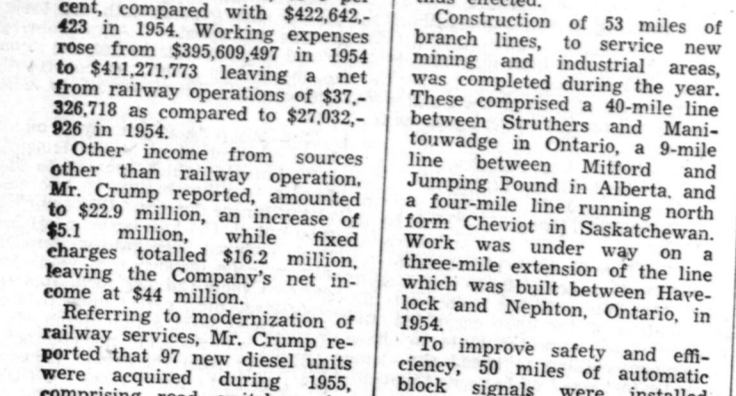 cent, compared with $422,642,-
423 in 1954. Working expenses
rose from $395,609,497 in 1954
to $411,271,773 leaving a net
from railway operations of $37,-
326,718 as compared to $27,032,-
926 in 1954.
Other income from sources
other than railway operation,
Mr. Crump reported, amounted
to $22.9 million, an increase of
$5.1 million, while fixed
charges totalled $16.2 million,
leaving the Company's net in-
come at $44 million.
Referring to modernization of
railway services, Mr. Crump re-
ported that 97 new diesel units
were acquired during 1955,
comprising road
Construction of 53 miles of
branch lines, to service new
mining and industrial areas,
was completed during the year.
These comprised a 40-mile line
between Struthers and Mani-
touwadge in Ontario, a 9-mile
line between Mitford and
Jumping Pound in Alberta, and
a four-mile line running north
form Cheviot in Saskatchewan.
Work was under way on a
three-mile extension of the line
which was built between Have-
lock and Nephton, Ontario, in
1954.
To improve safety and effi-
ciency, 50 miles of automatic
block signals were installed